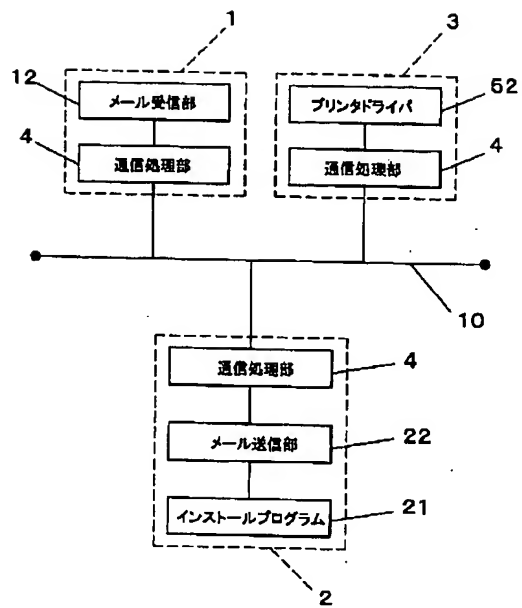 1
3
12
メール受信部
プリンタドライバ
52
4
通信処理部
通信処理部
4
10
通信処理部
4
メール送信部
22
インストールプログラム
21
2